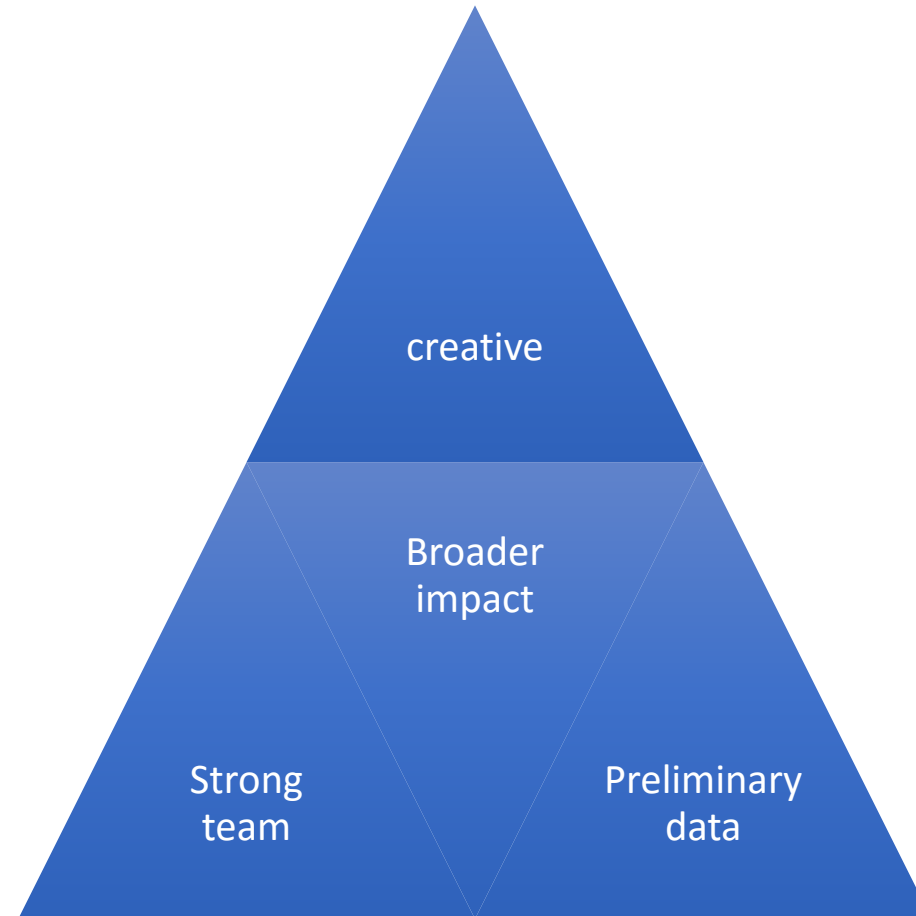 creative
Broader
impact
Strong
team
Preliminary
data